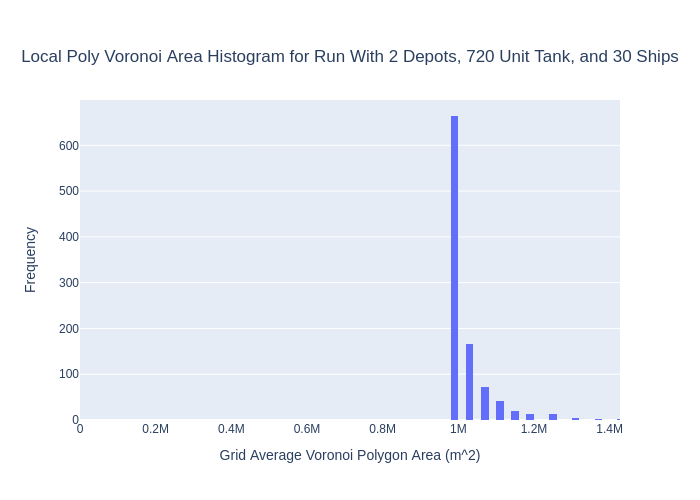 Local Poly Voronoi Area Histogram for Run With 2 Depots, 720 Unit Tank, and 30 Ships
600
500
400
300
200
100
0
Frequency
0 0.2M 0.4M 0.6M 0.8M 1M 1.2M 1.4M
Grid Average Voronoi Polygon Area (m^2)